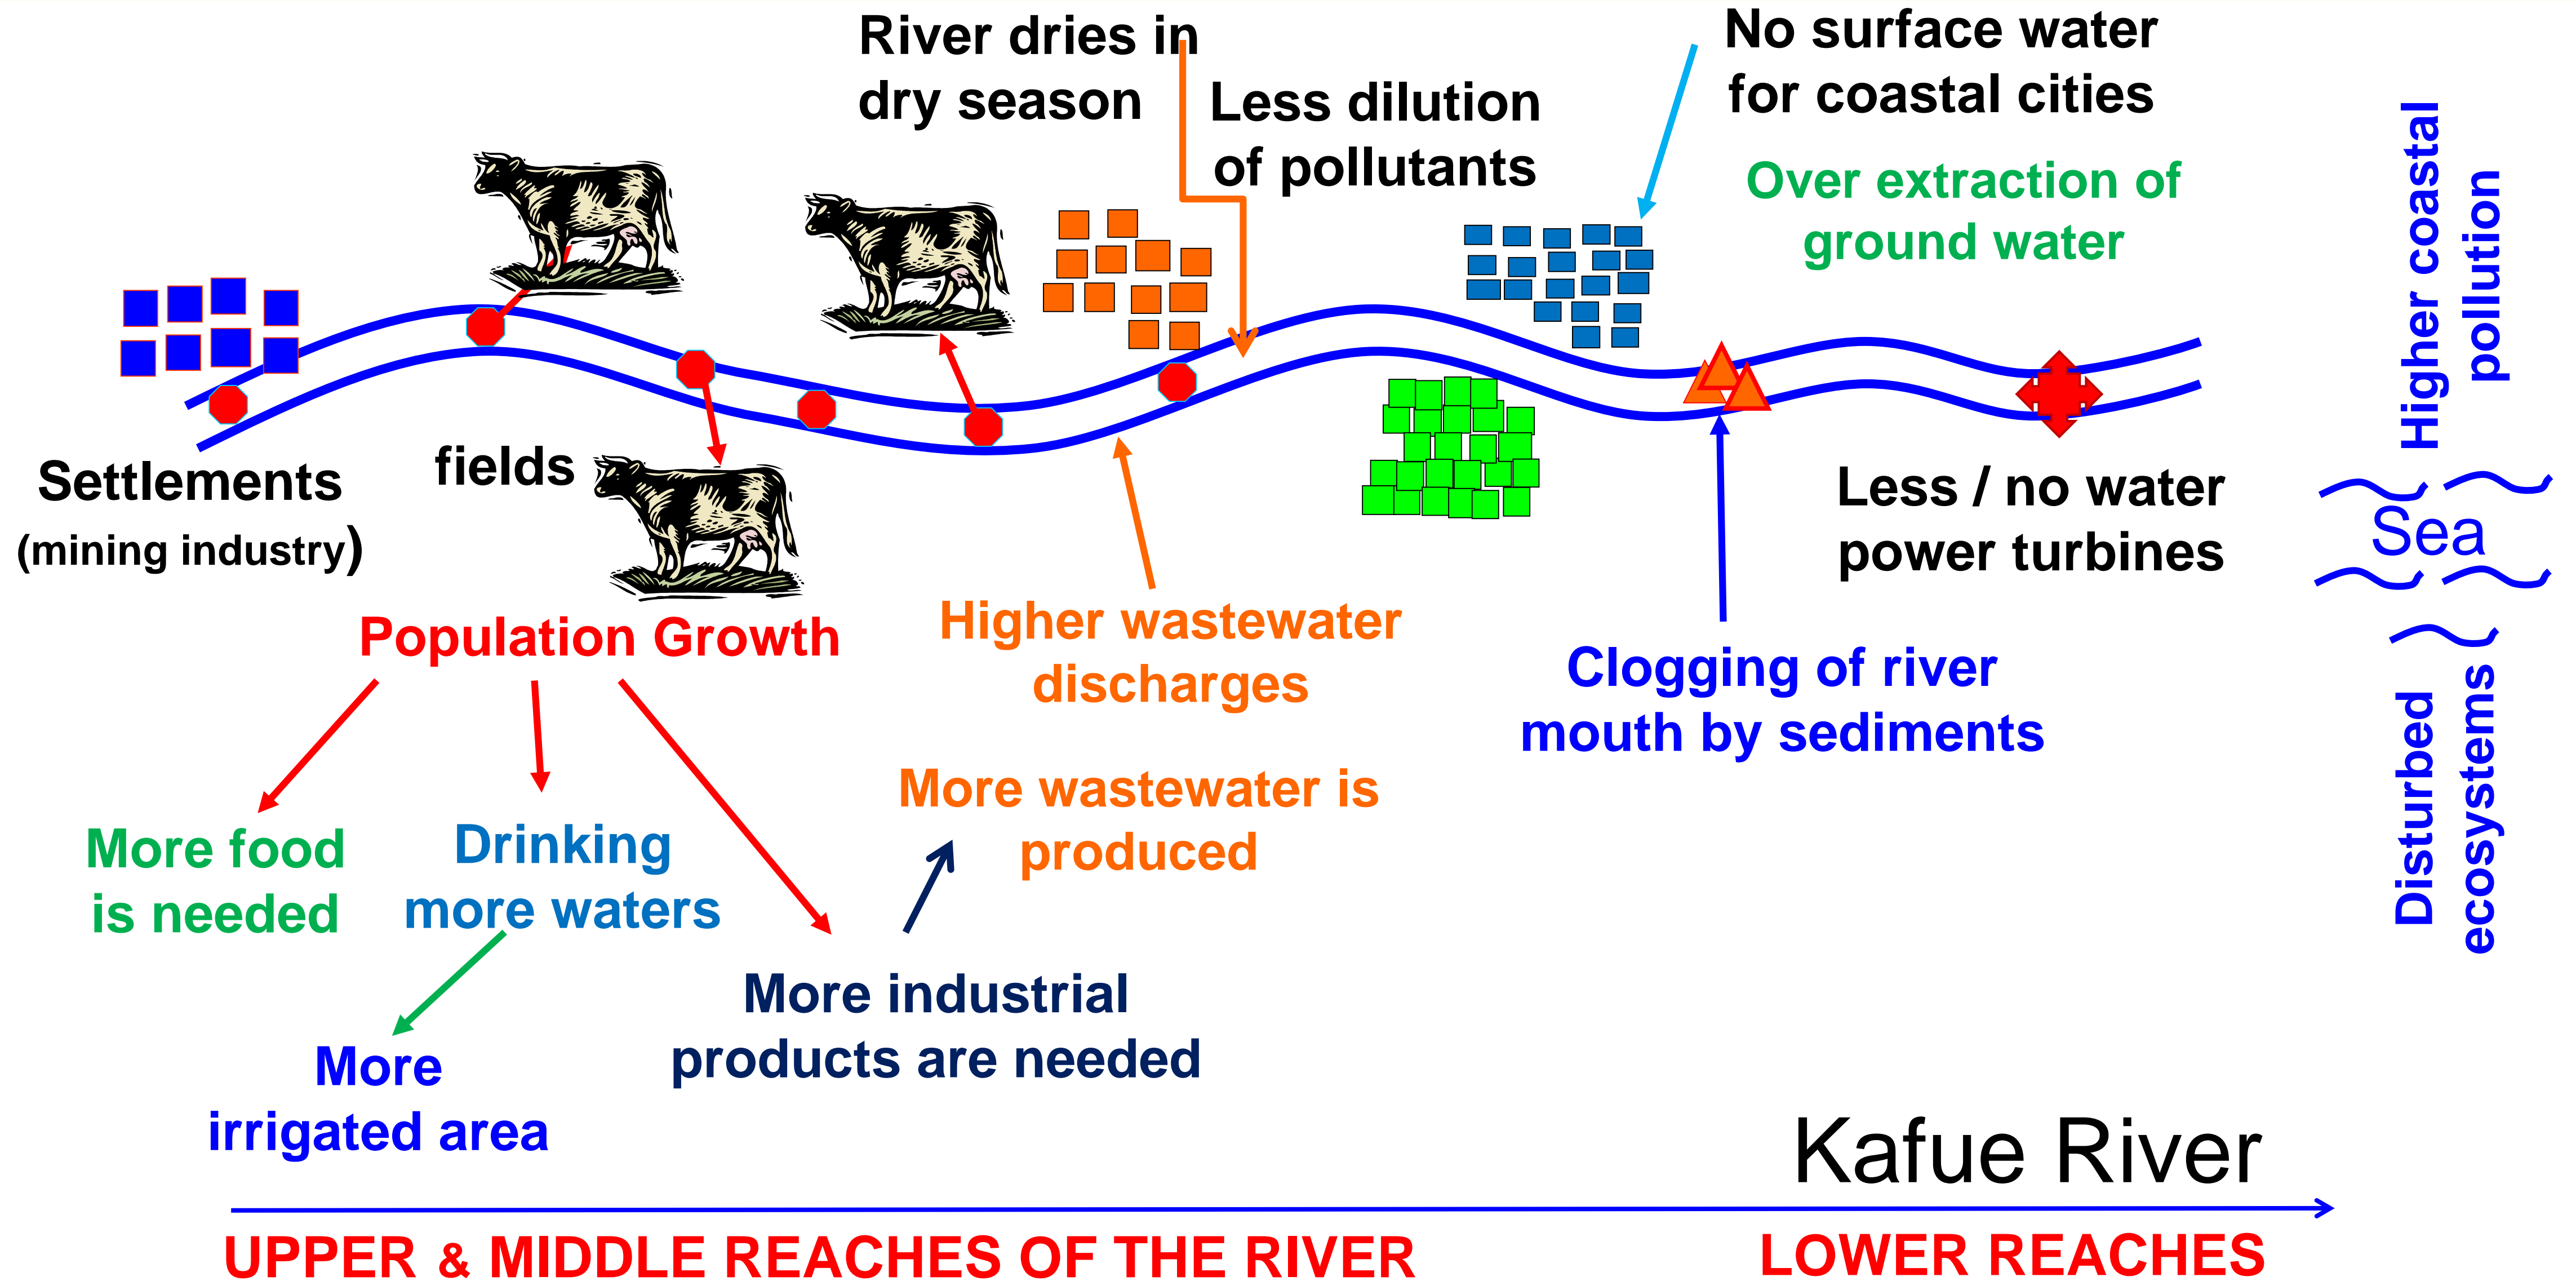 River dries in
dry season
Less dilution
of pollutants
No surface water
for coastal cities
Over extraction of
ground water
Higher coastal
pollution
Settlements
(mining industry)
fields
Less / no water
power turbines
Sea
Population Growth
Higher wastewater
discharges
Clogging of river
mouth by sediments
Disturbed
ecosystems
More wastewater is
produced
More food
is needed
Drinking
more waters
More industrial
products are needed
More
irrigated area
Kafue River
UPPER & MIDDLE REACHES OF THE RIVER
LOWER REACHES